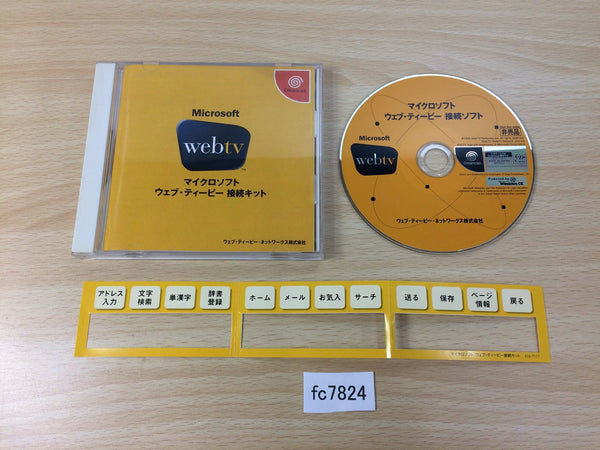 Dreamcast
Microsoft
webtv
マイクロソフト
ウェブ・ティービー 接続キット
ウェブ・ティービー・ネットワークス株式会社
マイクロソフト
ウェブ・ティービー 接続ソフト
非売品
Microsoft
webtv
Dreamcast
Powered by
Windows CE
ウェブ・ティービー・ネットワークス株式会社
アドレス
入力
文字
検索
単漢字
辞書
登録
ホーム
メール
お気入
サーチ
送る
保存
ページ
情報
戻る
マイクロソフト ウェブ・ティービー接続キット
fc7824